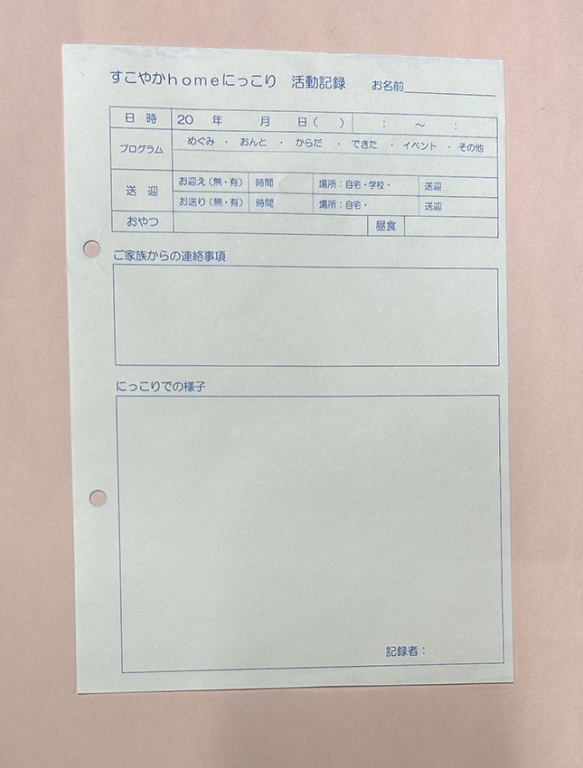 すこやかhomeにっこり 活動記録 お名前
日 時 20 年 月 日( ) : ～ :
プログラム めぐみ ・ おんと ・ からだ ・ できた ・ イベント ・ その他
送 迎 お迎え(無・有) 時間 場所:自宅・学校・ 送迎
お送り(無・有) 時間 場所:自宅・ 送迎
おやつ 昼食
ご家族からの連絡事項
にっこりでの様子
記録者: